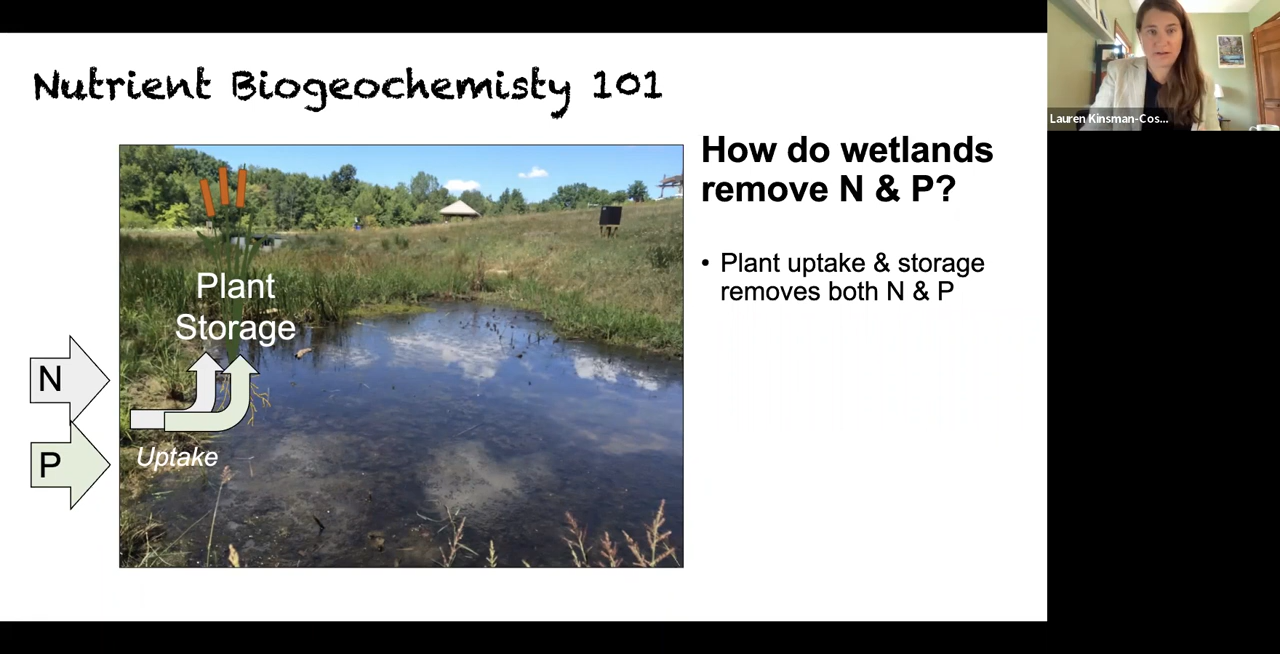 Nutrient Biogeochemisty 101
How do wetlands
remove N & P?
• Plant uptake & storage
removes both N & P
Plant
Storage
N
P
Uptake
Lauren Kinsman-Cos...